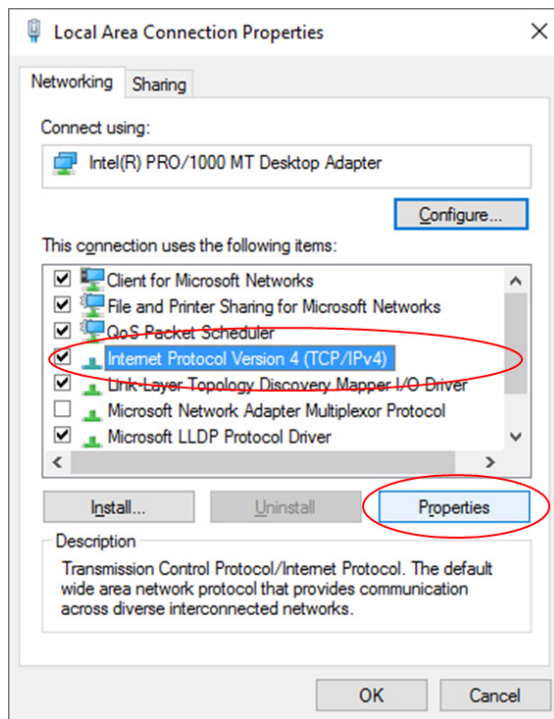 Local Area Connection Properties
Networking
Sharing
Connect using:
Intel(R) PRO/1000 MT Desktop Adapter
Configure...
This connection uses the following items:
Client for Microsoft Networks
File and Printer Sharing for Microsoft Networks
QoS Packet Scheduler
Internet Protocol Version 4 (TCP/IPv4)
Link-Layer Topology Discovery Mapper I/O Driver
Microsoft Network Adapter Multiplexor Protocol
Microsoft LLDP Protocol Driver
Install...
Uninstall
Properties
Description
Transmission Control Protocol/Internet Protocol. The default
wide area network protocol that provides communication
across diverse interconnected networks.
OK
Cancel